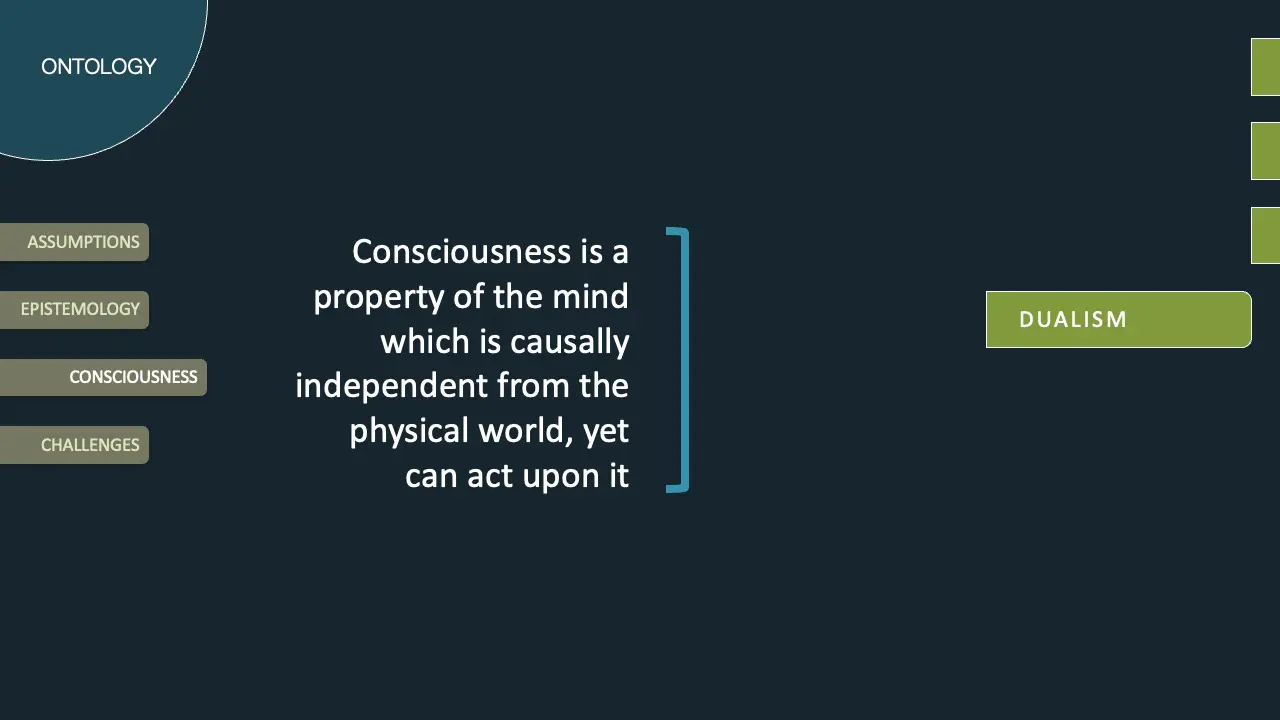 ONTOLOGY
ASSUMPTIONS
EPISTEMOLOGY
CONSCIOUSNESS
CHALLENGES
Consciousness is a
property of the mind
which is causally
independent from the
physical world, yet
can act upon it
DUALISM